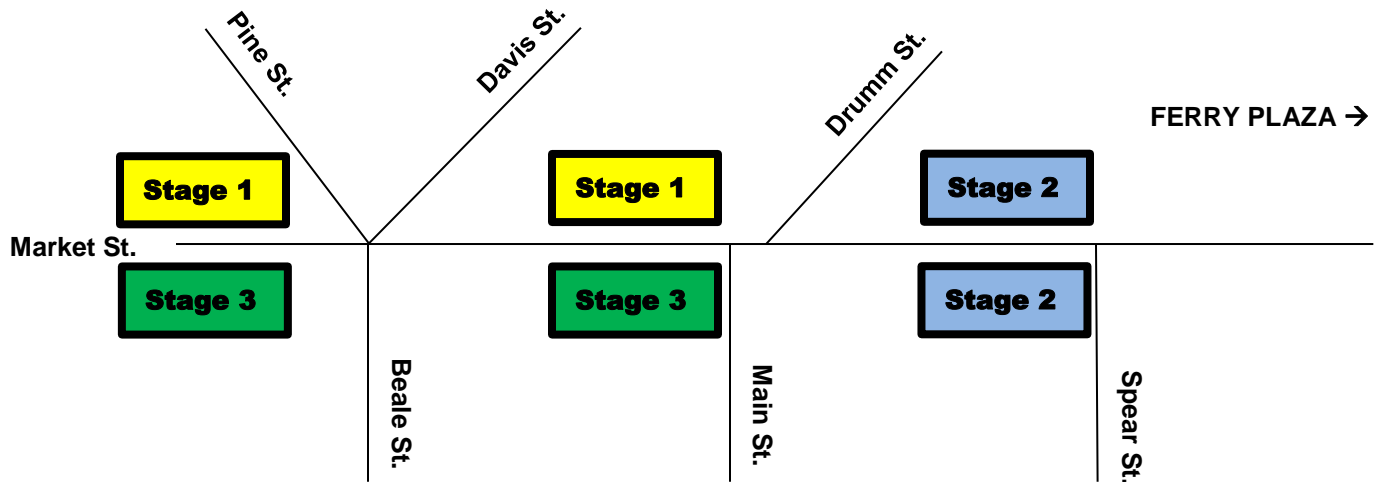 Pine St.
Davis St.
Drumm St.
FERRY PLAZA →
Stage 1
Stage 1
Stage 2
Market St.
Stage 3
Stage 3
Stage 2
Beale St.
Main St.
Spear St.